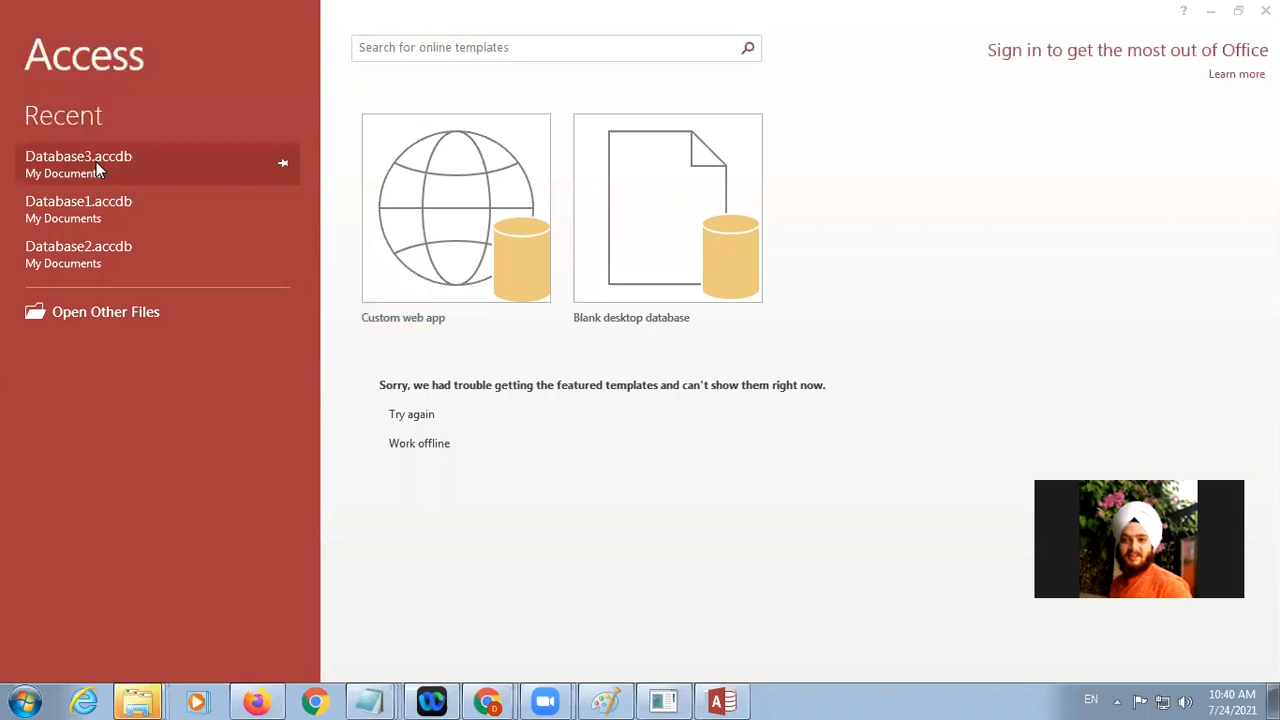 ?
Access
Search for online templates
Sign in to get the most out of Office
Learn more
Recent
Database3.accdb
My Documents
Database1.accdb
My Documents
Database2.accdb
My Documents
Open Other Files
Custom web app
Blank desktop database
Sorry, we had trouble getting the featured templates and can't show them right now.
Try again
Work offline
EN
10:40 AM
7/24/2021